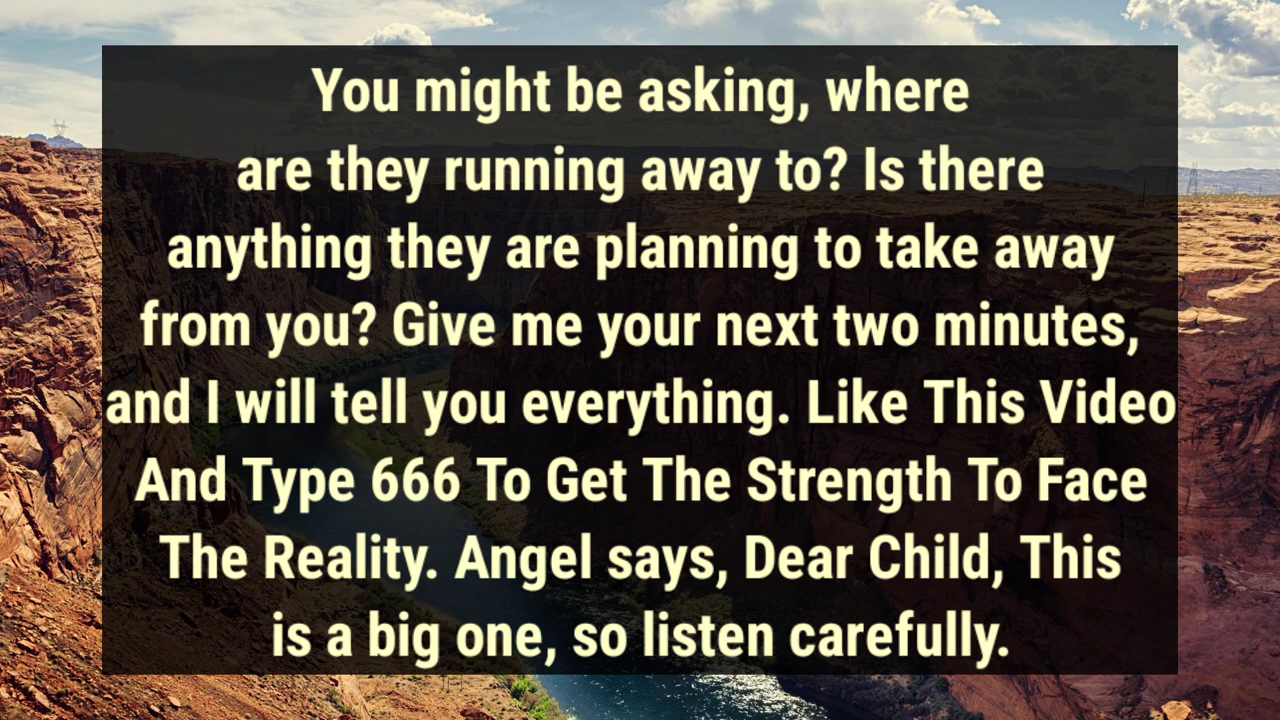 You might be asking, where
are they running away to? Is there
anything they are planning to take away
from you? Give me your next two minutes,
and I will tell you everything. Like This Video
And Type 666 To Get The Strength To Face
The Reality. Angel says, Dear Child, This
is a big one, so listen carefully.